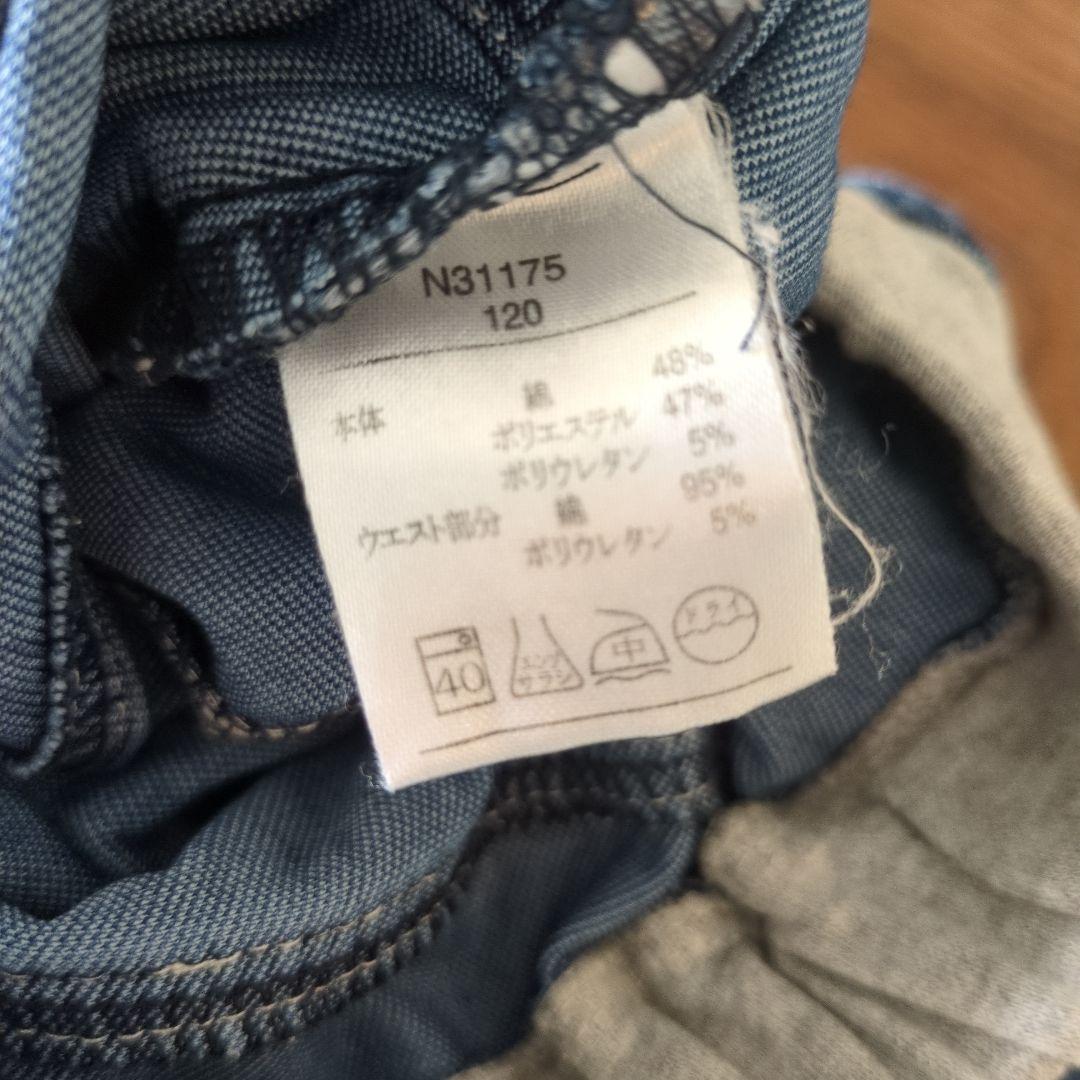 N31175
120
本体 綿 48%
ポリエステル 47%
ポリウレタン 5%
ウエスト部分 綿 95%
ポリウレタン 5%
40
エンソ
サラシ
中
ドライ